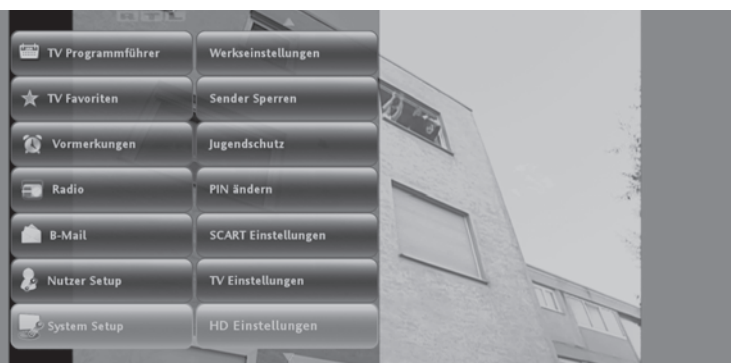 TV Programmführer
Werkseinstellungen
TV Favoriten
Sender Sperren
Vormerkungen
Jugendschutz
Radio
PIN ändern
B-Mail
SCART Einstellungen
Nutzer Setup
TV Einstellungen
System Setup
HD Einstellungen